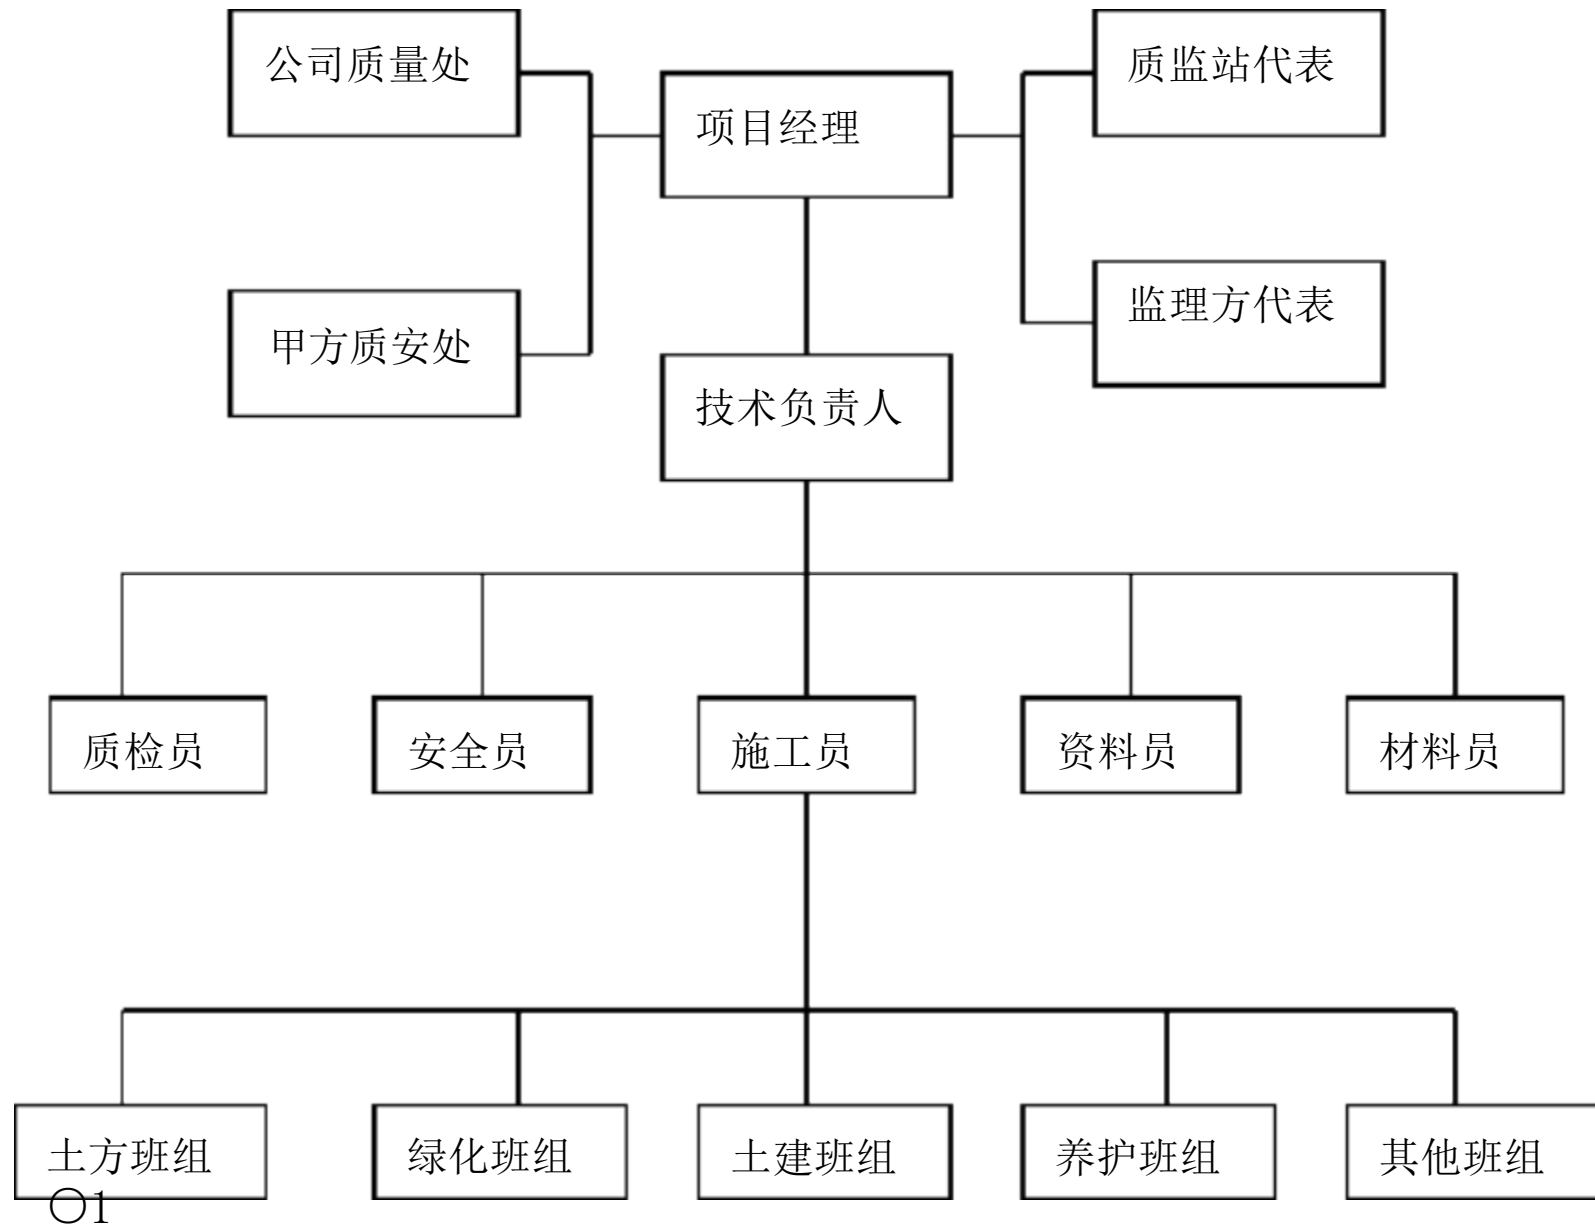 公司质量处
质监站代表
项目经理
监理方代表
甲方质安处
技术负责人
质检员
安全员
施工员
资料员
材料员
土方班组
绿化班组
土建班组
养护班组
其他班组
〇1